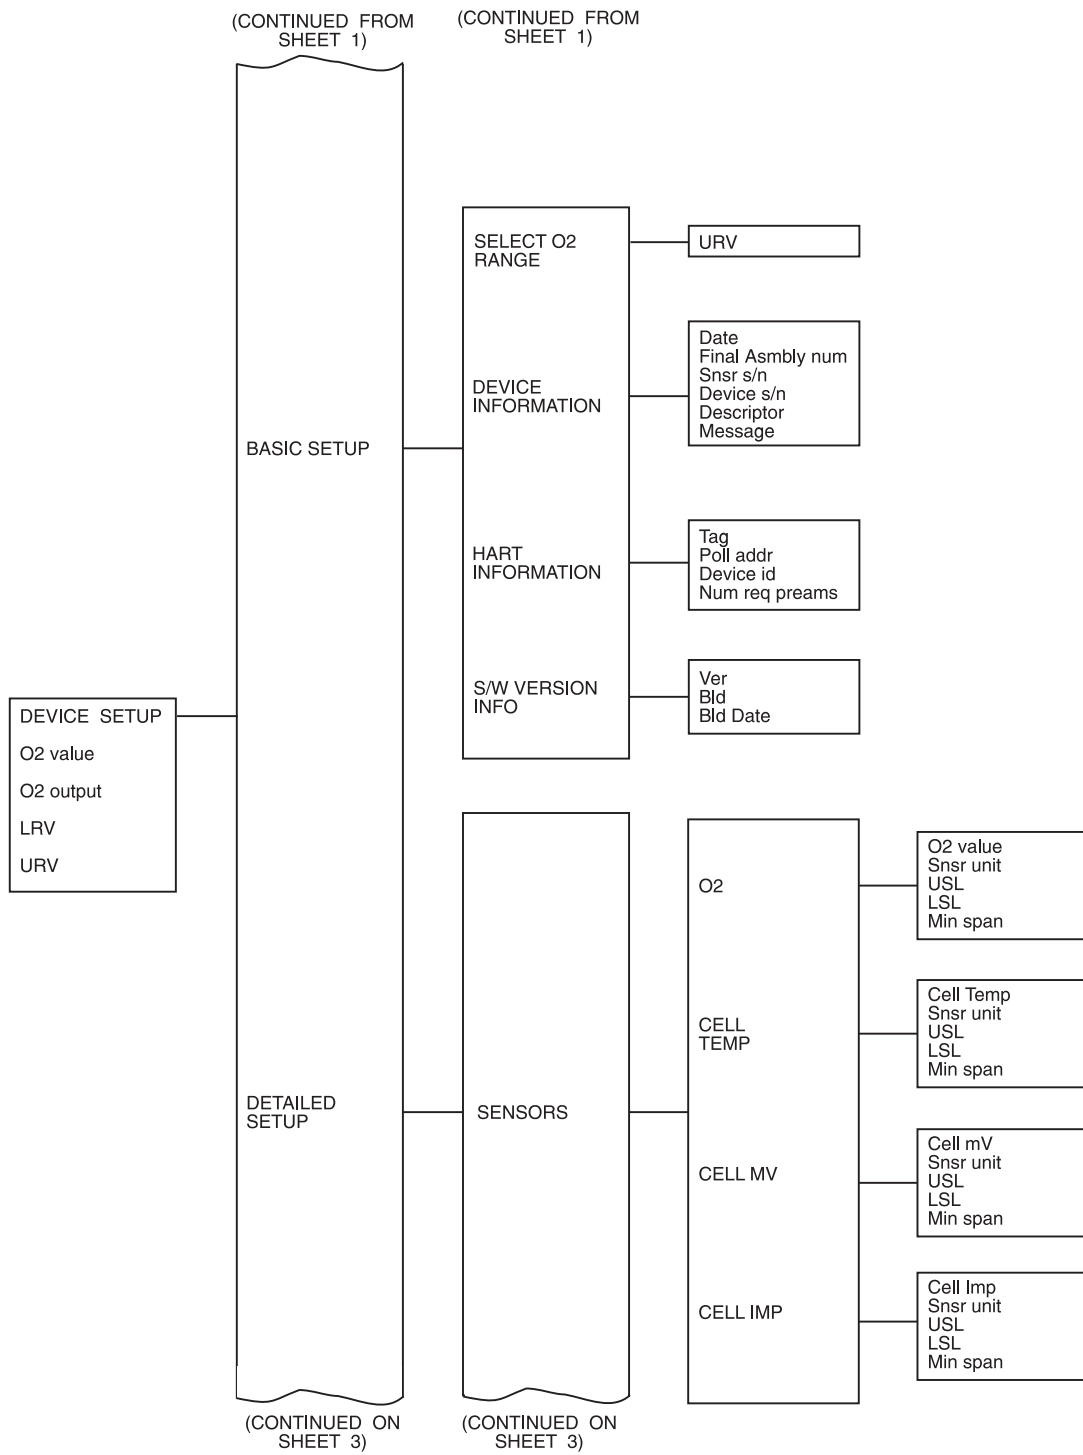 (CONTINUED FROM
SHEET 1)
(CONTINUED FROM
SHEET 1)
DEVICE SETUP
O2 value
O2 output
LRV
URV
BASIC SETUP
SELECT O2
RANGE
URV
DEVICE
INFORMATION
Date
Final Asmbly num
Snsr s/n
Device s/n
Descriptor
Message
HART
INFORMATION
Tag
Poll addr
Device id
Num req preams
S/W VERSION
INFO
Ver
Bld
Bld Date
DETAILED
SETUP
SENSORS
O2
O2 value
Snsr unit
USL
LSL
Min span
CELL
TEMP
Cell Temp
Snsr unit
USL
LSL
Min span
CELL MV
Cell mV
Snsr unit
USL
LSL
Min span
CELL IMP
Cell Imp
Snsr unit
USL
LSL
Min span
(CONTINUED ON
SHEET 3)
(CONTINUED ON
SHEET 3)